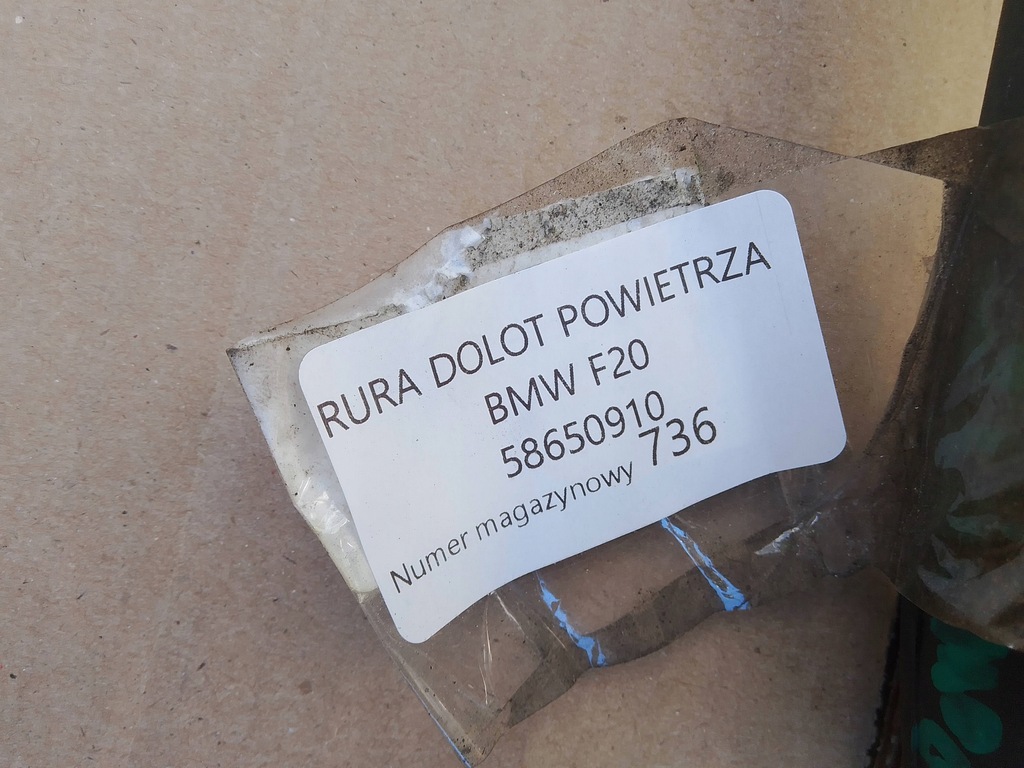 RURA DOLOT POWIETRZA
BMW F20
58650910
Numer magazynowy 736